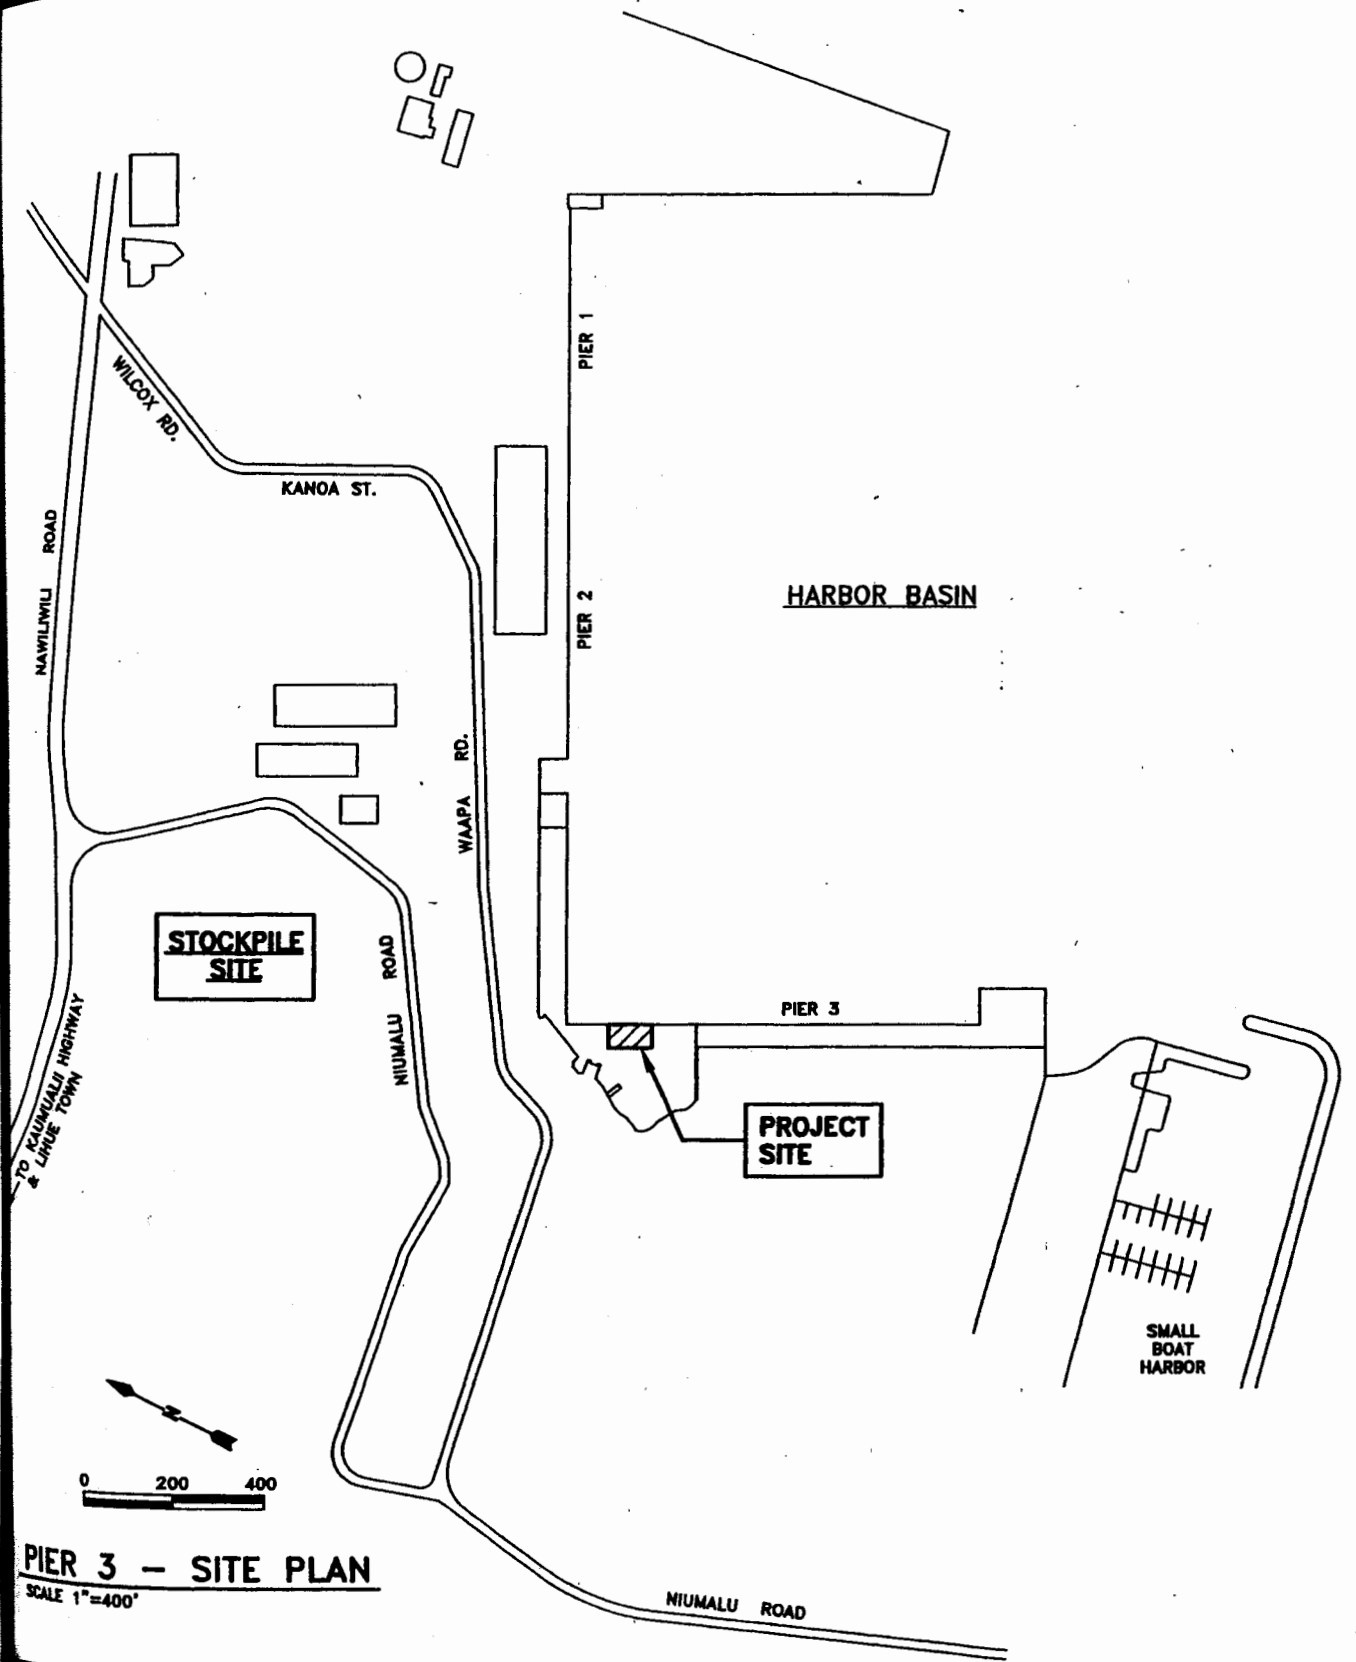 PIER 1
WILCOX RD.
KANOA ST.
NAWILIWILI ROAD
PIER 2
HARBOR BASIN
WAAPA RD.
STOCKPILE
SITE
NIUMALU ROAD
PIER 3
TO KAUMUALII HIGHWAY
& LIHUE TOWN
PROJECT
SITE
SMALL
BOAT
HARBOR
N
0 200 400
PIER 3 – SITE PLAN
SCALE 1"=400'
NIUMALU ROAD